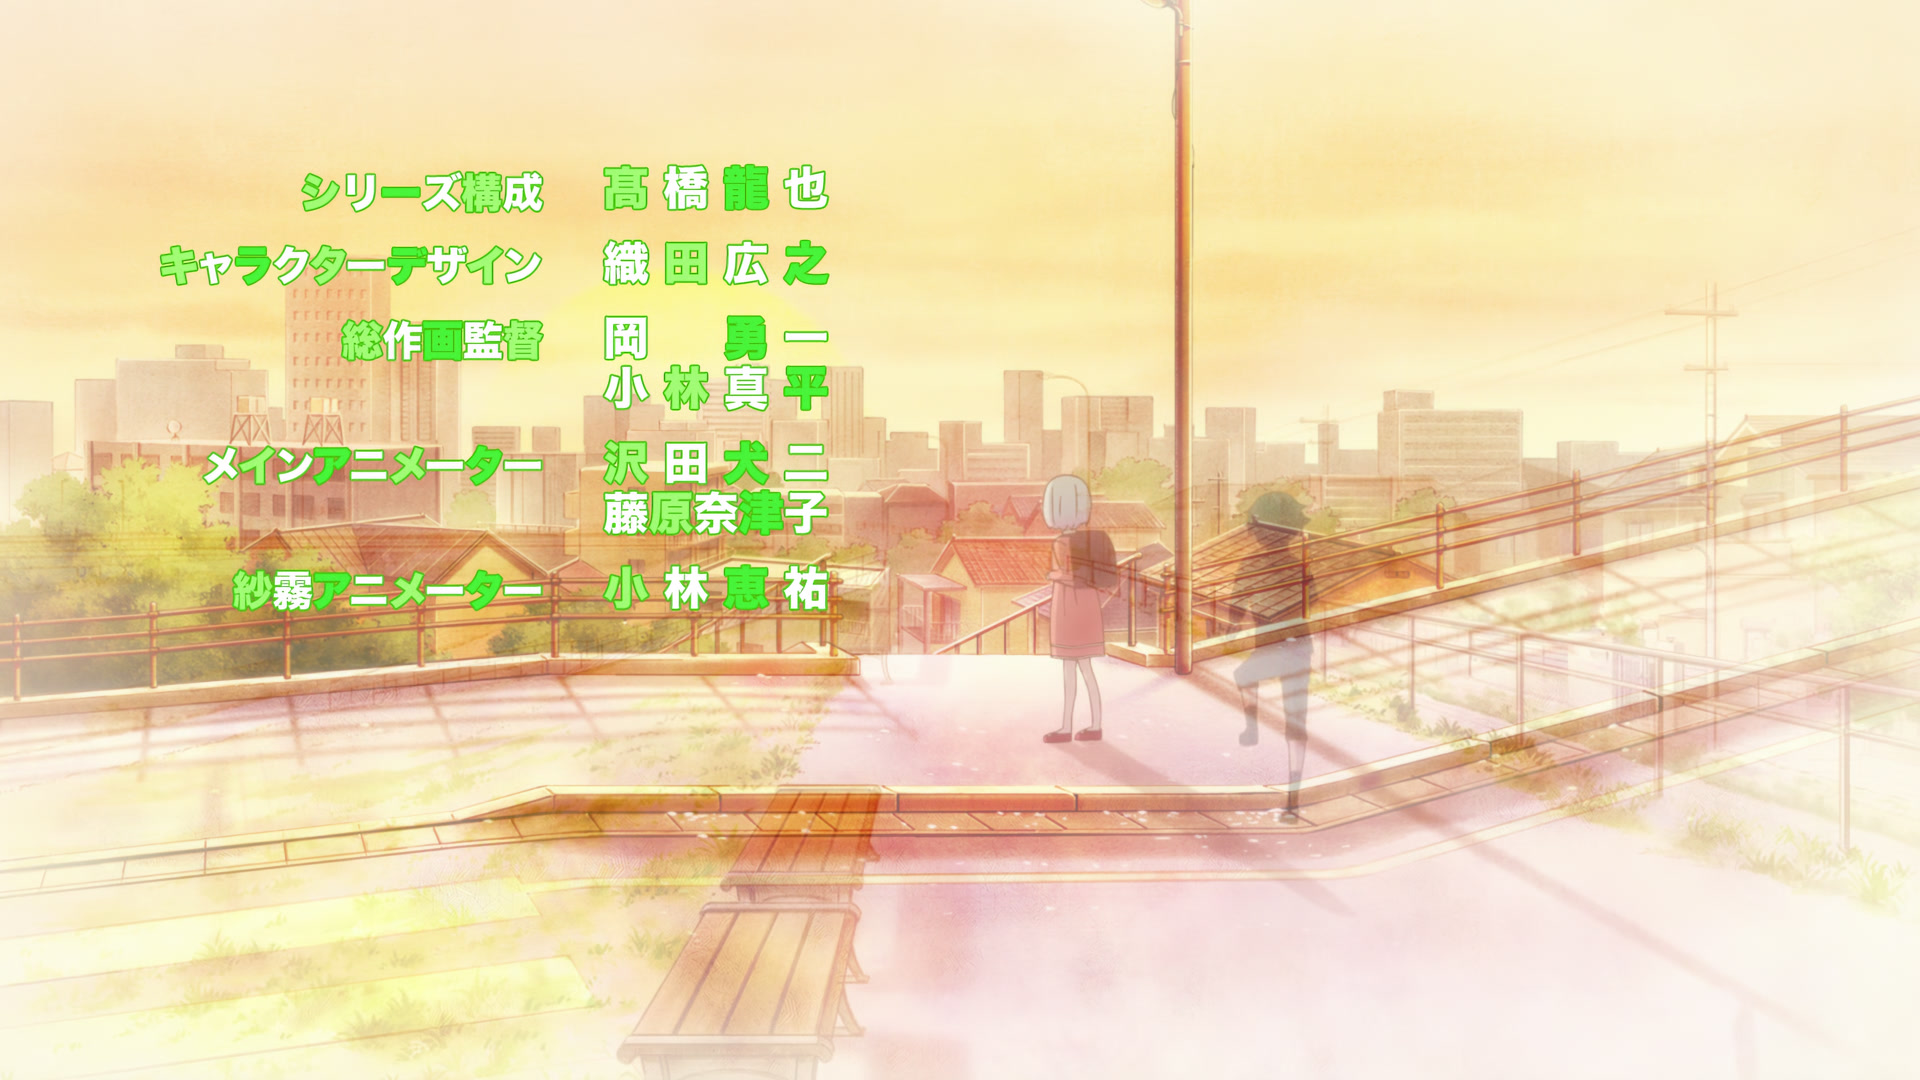 シリーズ構成 髙橋龍也
キャラクターデザイン 織田広之
総作画監督 岡 勇一
小林真平
メインアニメーター 沢田犬二
藤原奈津子
紗霧アニメーター 小林恵祐